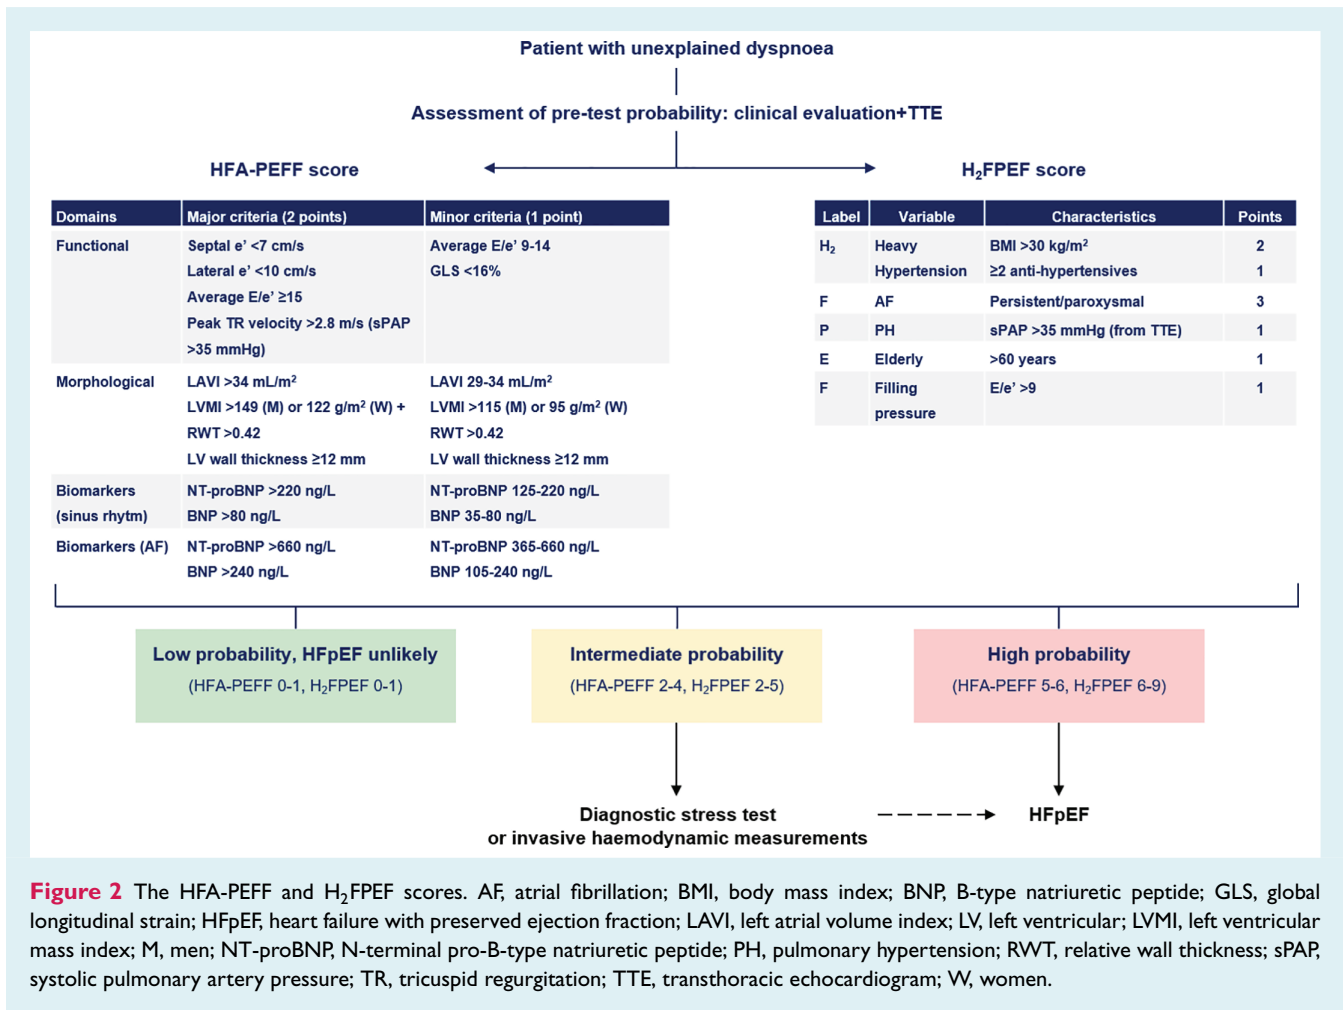 Patient with unexplained dyspnoea
Assessment of pre-test probability: clinical evaluation+TTE
HFA-PEFF score
H₂FPEF score
Domains Major criteria (2 points) Minor criteria (1 point)
Functional Septal e’ <7 cm/s Average E/e’ 9-14
Lateral e’ <10 cm/s GLS <16%
Average E/e’ ≥15
Peak TR velocity >2.8 m/s (sPAP
>35 mmHg)
Morphological LAVI >34 mL/m² LAVI 29-34 mL/m²
LVMI >149 (M) or 122 g/m² (W) + LVMI >115 (M) or 95 g/m² (W)
RWT >0.42 RWT >0.42
LV wall thickness ≥12 mm LV wall thickness ≥12 mm
Biomarkers NT-proBNP >220 ng/L NT-proBNP 125-220 ng/L
(sinus rhytm) BNP >80 ng/L BNP 35-80 ng/L
Biomarkers (AF) NT-proBNP >660 ng/L NT-proBNP 365-660 ng/L
BNP >240 ng/L BNP 105-240 ng/L
Label Variable Characteristics Points
H₂ Heavy BMI >30 kg/m² 2
Hypertension ≥2 anti-hypertensives 1
F AF Persistent/paroxysmal 3
P PH sPAP >35 mmHg (from TTE) 1
E Elderly >60 years 1
F Filling E/e’ >9 1
pressure
Low probability, HFpEF unlikely
(HFA-PEFF 0-1, H₂FPEF 0-1)
Intermediate probability
(HFA-PEFF 2-4, H₂FPEF 2-5)
High probability
(HFA-PEFF 5-6, H₂FPEF 6-9)
Diagnostic stress test
or invasive haemodynamic measurements
HFpEF
Figure 2 The HFA-PEFF and H₂FPEF scores. AF, atrial fibrillation; BMI, body mass index; BNP, B-type natriuretic peptide; GLS, global
longitudinal strain; HFpEF, heart failure with preserved ejection fraction; LAVI, left atrial volume index; LV, left ventricular; LVMI, left ventricular
mass index; M, men; NT-proBNP, N-terminal pro-B-type natriuretic peptide; PH, pulmonary hypertension; RWT, relative wall thickness; sPAP,
systolic pulmonary artery pressure; TR, tricuspid regurgitation; TTE, transthoracic echocardiogram; W, women.